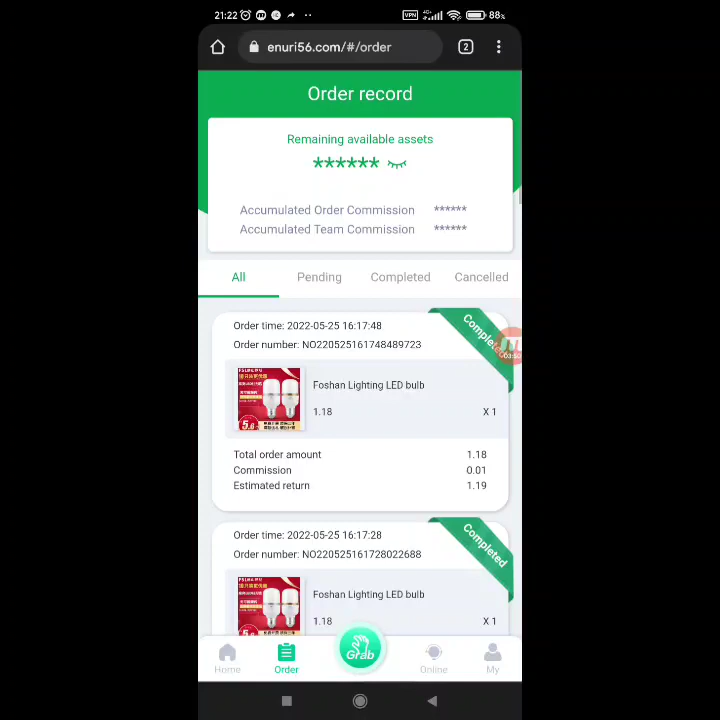 21:22
VPN 4G+ 88%
enuri56.com/#/order
2
Order record
Remaining available assets
******
Accumulated Order Commission ******
Accumulated Team Commission ******
All Pending Completed Cancelled
Order time: 2022-05-25 16:17:48
Order number: NO220525161748489723
Foshan Lighting LED bulb
1.18 X 1
Total order amount 1.18
Commission 0.01
Estimated return 1.19
Order time: 2022-05-25 16:17:28
Completed
Order number: NO220525161728022688
Foshan Lighting LED bulb
1.18 X 1
Grab
Home Order Online My